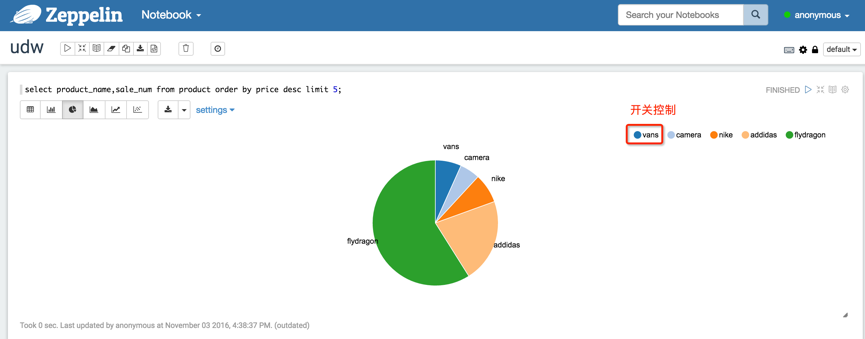 Zeppelin Notebook Search your Notebooks anonymous
udw default
select product_name,sale_num from product order by price desc limit 5;
FINISHED
settings
开关控制
vans camera nike addidas flydragon
vans
camera
nike
flydragon
addidas
Took 0 sec. Last updated by anonymous at November 03 2016, 4:38:37 PM. (outdated)